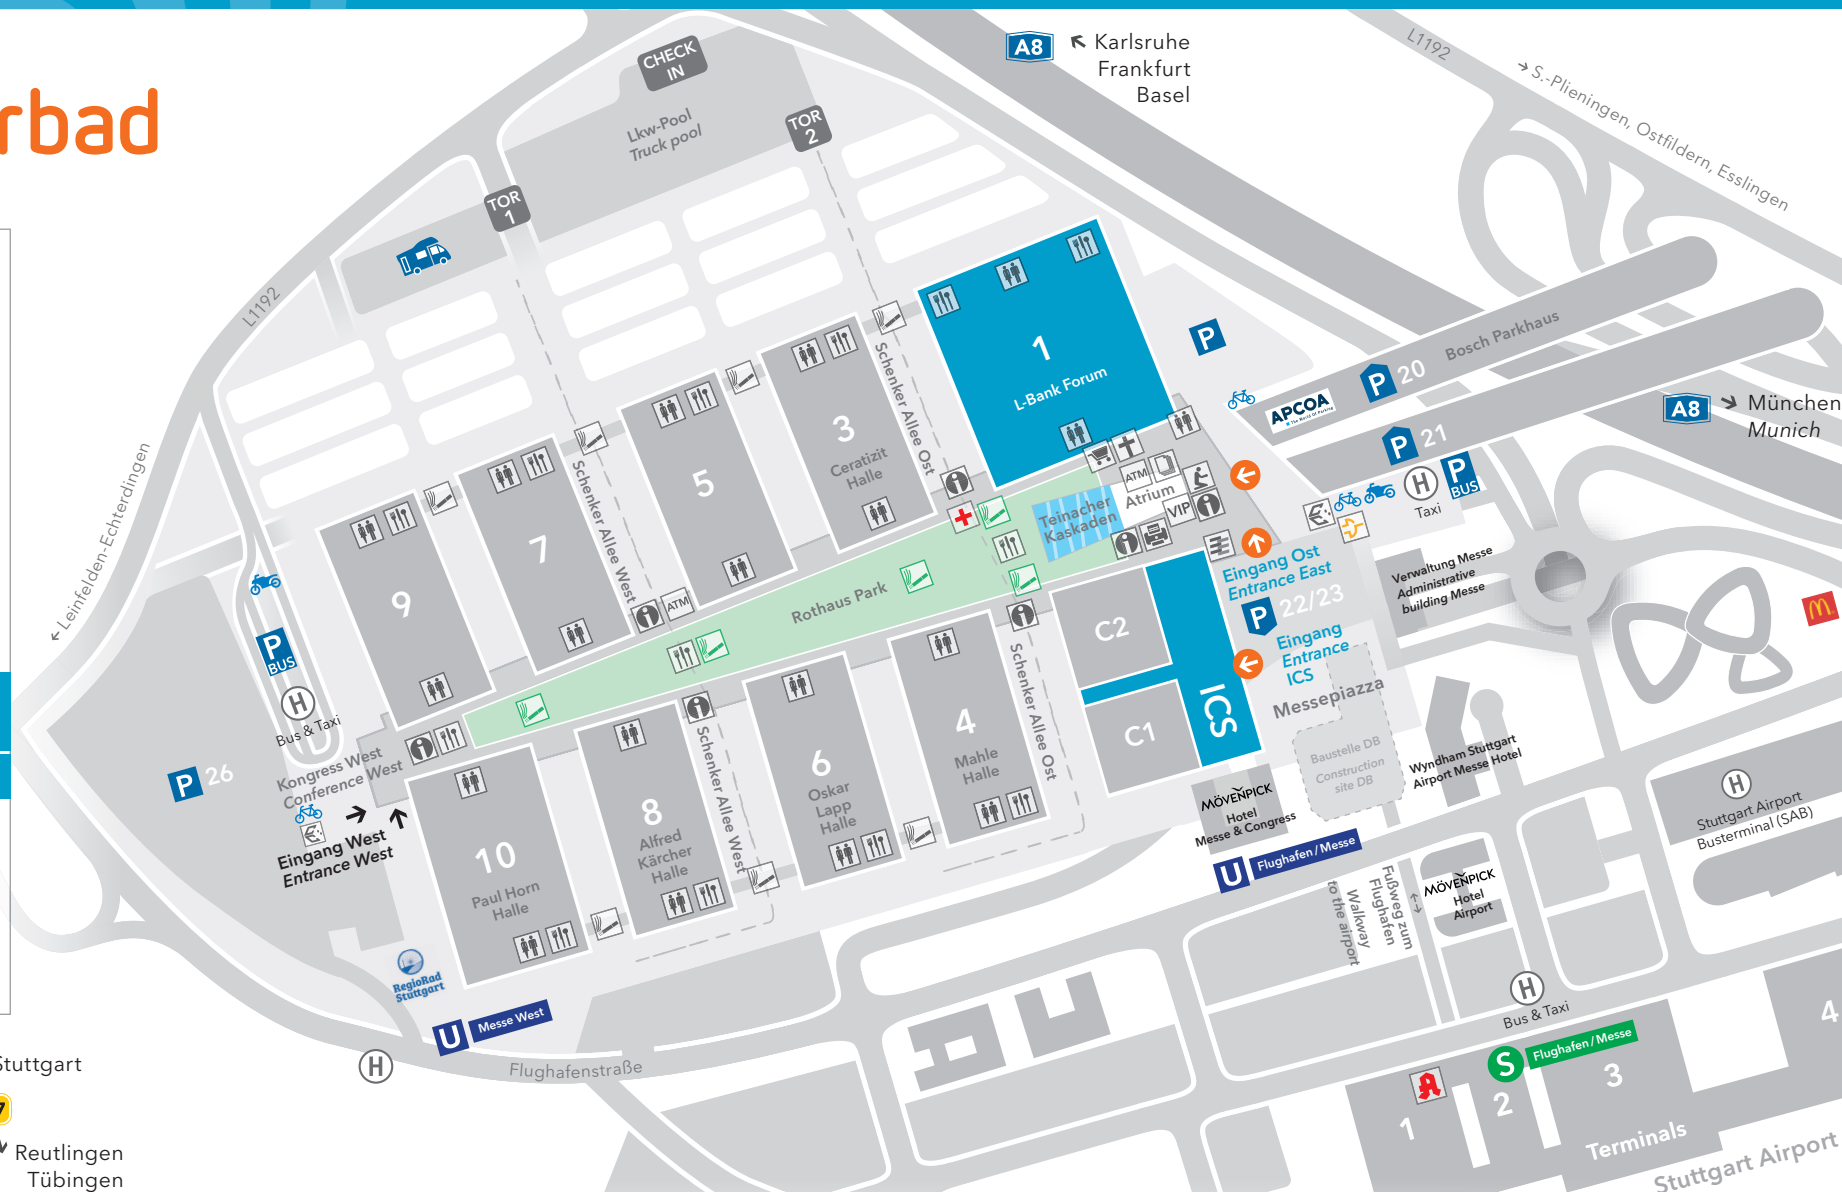 rbad
CHECK
IN
Lkw-Pool
Truck pool
TOR
2
TOR
1
A8
Karlsruhe
Frankfurt
Basel
L1192
S.-Plieningen, Ostfildern, Esslingen
L1192
Leinfelden-Echterdingen
1
L-Bank Forum
P
Bosch Parkhaus
P 20
APCOA
P 21
A8
München
Munich
H
Taxi
P
BUS
3
Ceratizit
Halle
5
7
9
Schenker Allee Ost
Schenker Allee West
ATM
Teinacher
Kaskaden
ATM
Atrium
VIP
Rothaus Park
Eingang Ost
Entrance East
P 22/23
Eingang
Entrance
ICS
Verwaltung Messe
Administrative
building Messe
C2
C1
ICS
Messepiazza
Baustelle DB
Construction
site DB
Wyndham Stuttgart
Airport Messe Hotel
MÖVENPICK
Hotel
Messe & Congress
U Flughafen / Messe
P
BUS
H
Bus & Taxi
P 26
Kongress West
Conference West
Eingang West
Entrance West
10
Paul Horn
Halle
8
Alfred
Kärcher
Halle
Schenker Allee West
6
Oskar
Lapp
Halle
4
Mahle
Halle
Schenker Allee Ost
RegioRad
Stuttgart
U Messe West
H
Flughafenstraße
Fußweg zum
Flughafen
Walkway
to the airport
MÖVENPICK
Hotel
Airport
H
Stuttgart Airport
Busterminal (SAB)
H
Bus & Taxi
S Flughafen / Messe
1
2
3
4
Terminals
Stuttgart Airport
Stuttgart
7
Reutlingen
Tübingen